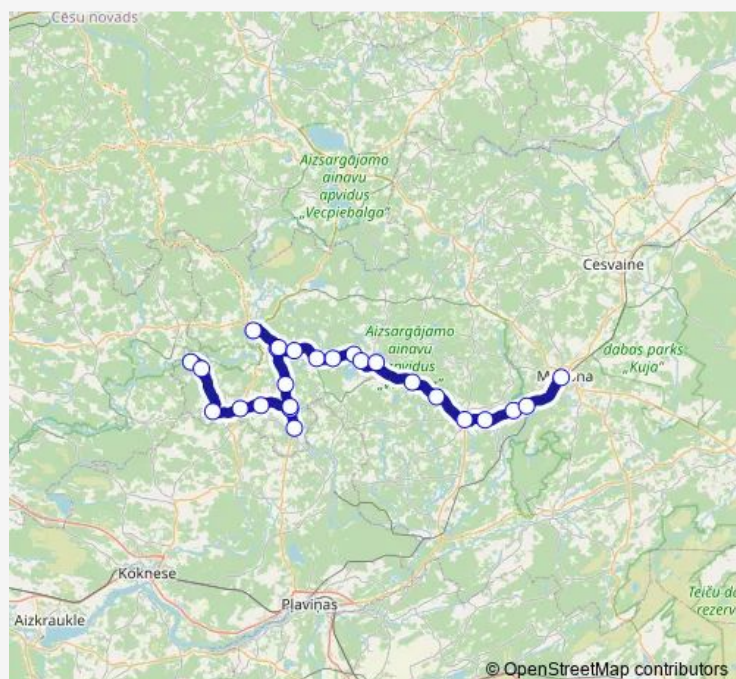 Cēsu novads
Aizsargājamo
ainavu
apvidus
„Vecpiebalga"
Cesvaine
Aizsargājamo
ainavu
dabas parks
„Kuja"
Koknese
Pļaviņas
Aizkraukle
© OpenStreetMap contributors